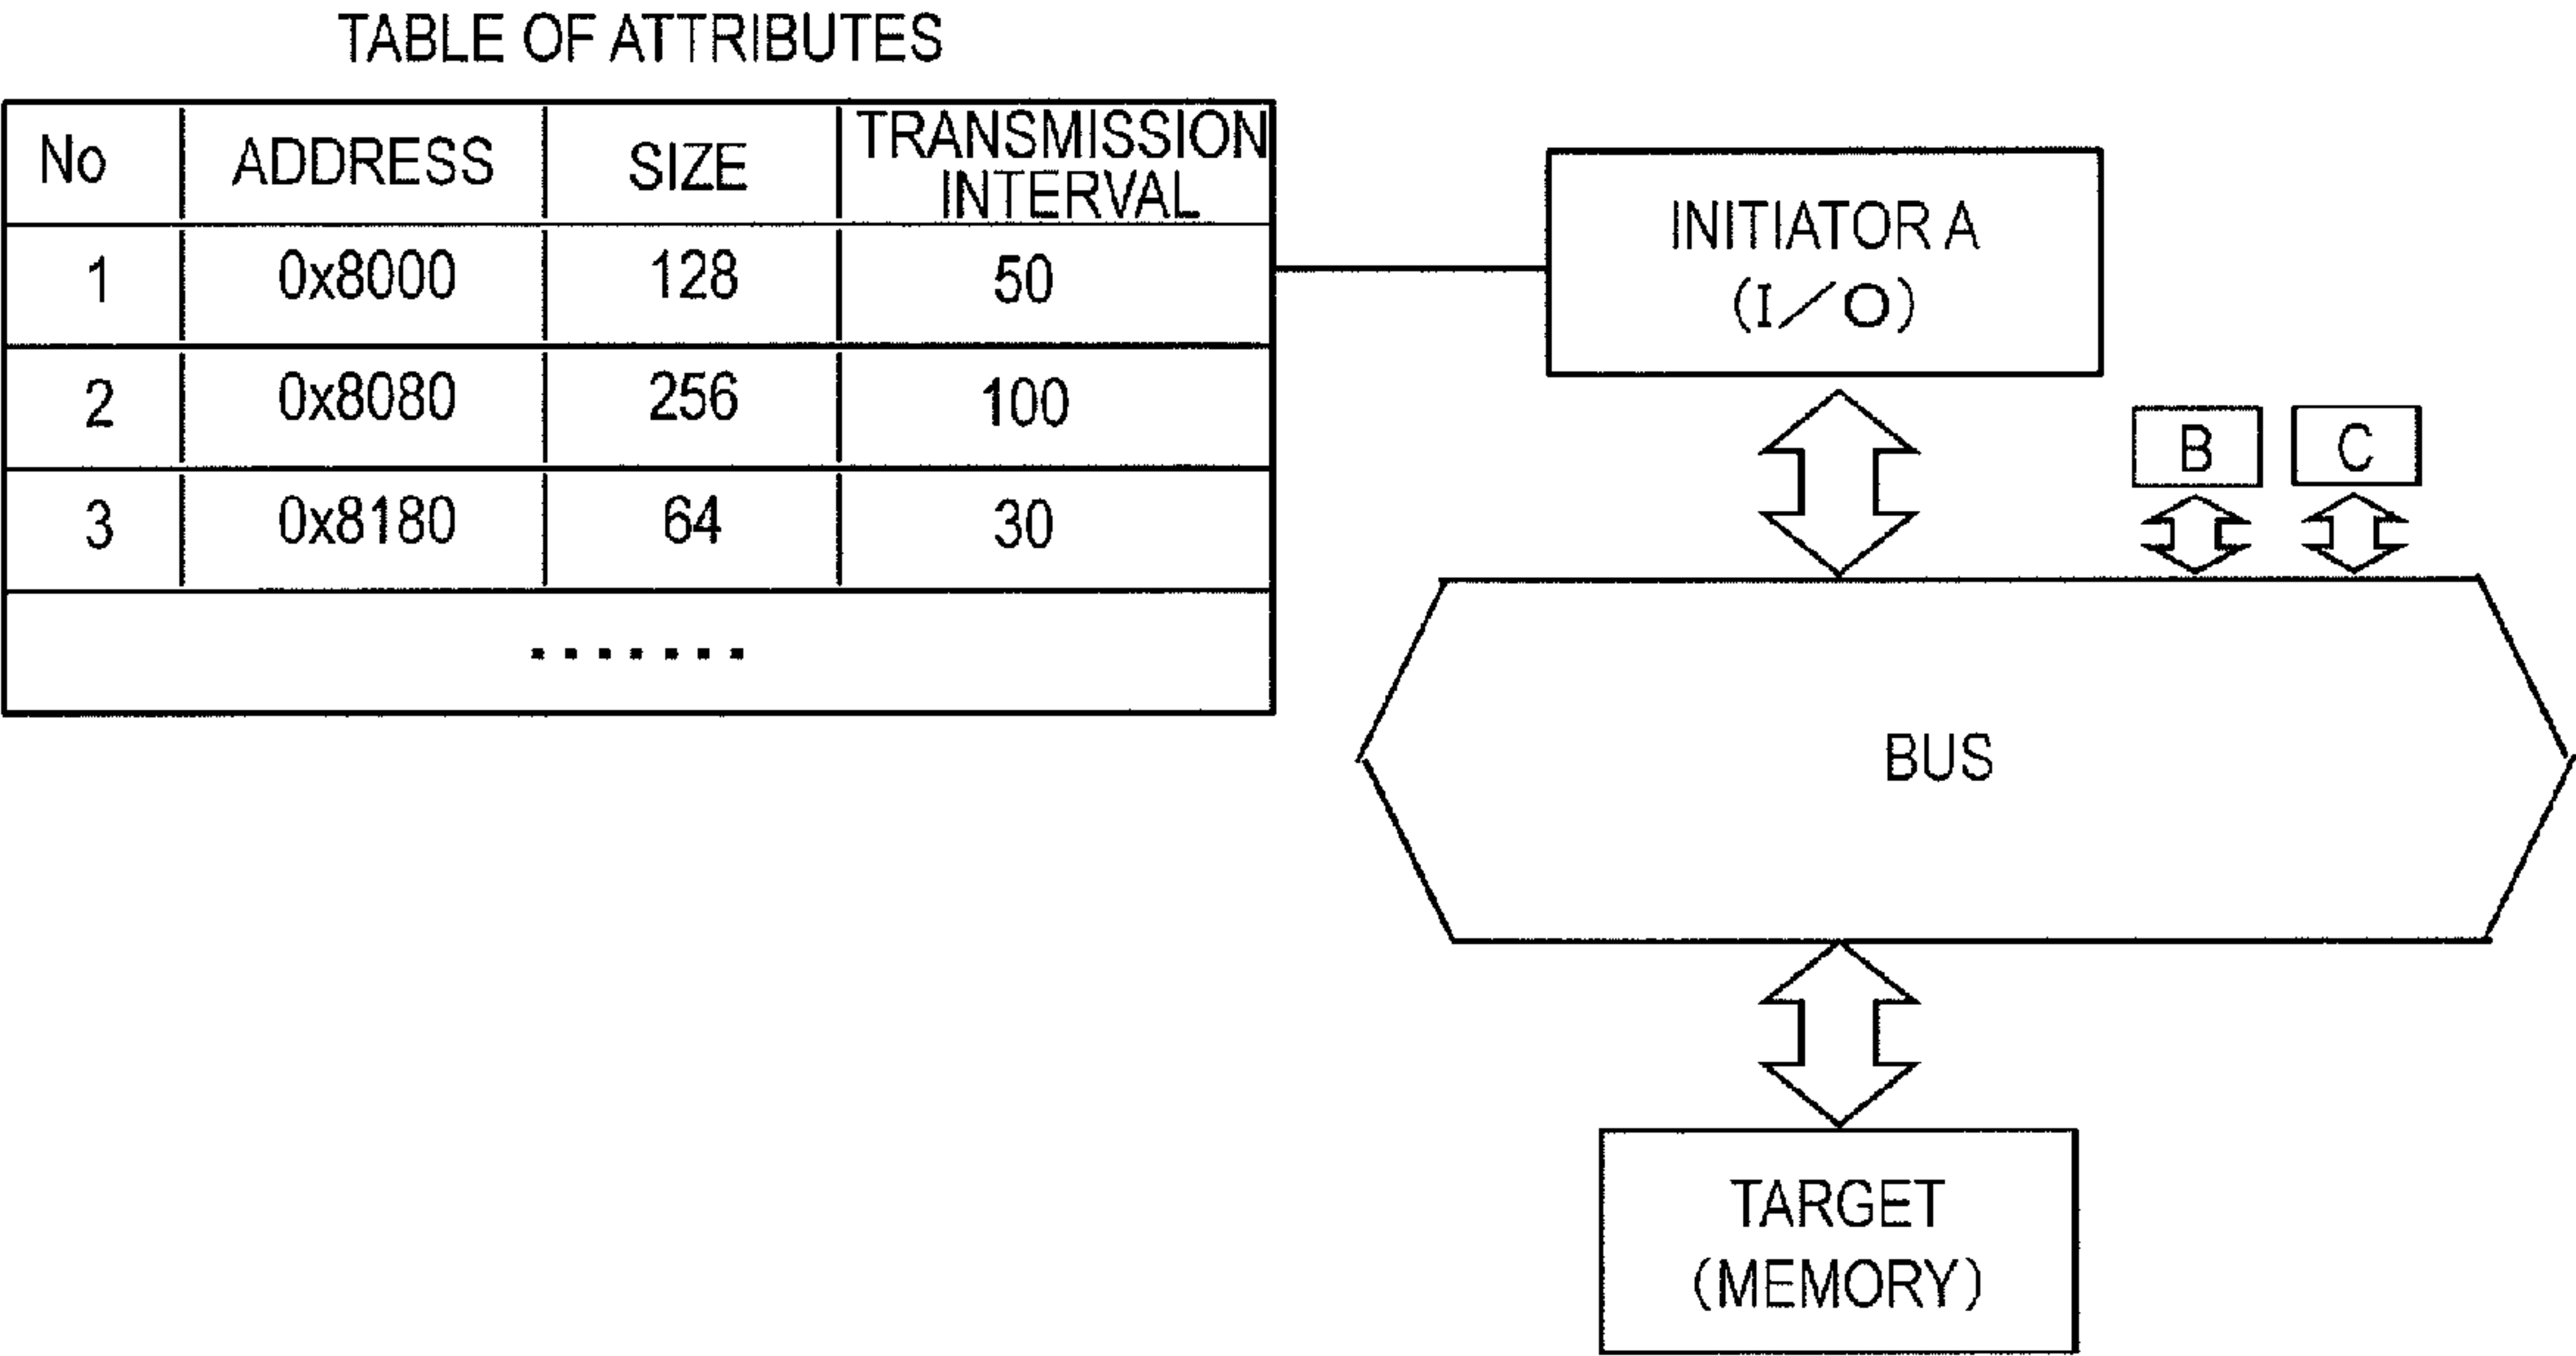 TABLE OF ATTRIBUTES
No ADDRESS SIZE TRANSMISSION INTERVAL
1 0x8000 128 50
2 0x8080 256 100
3 0x8180 64 30
.......
INITIATOR A
(I/O)
B C
BUS
TARGET
(MEMORY)